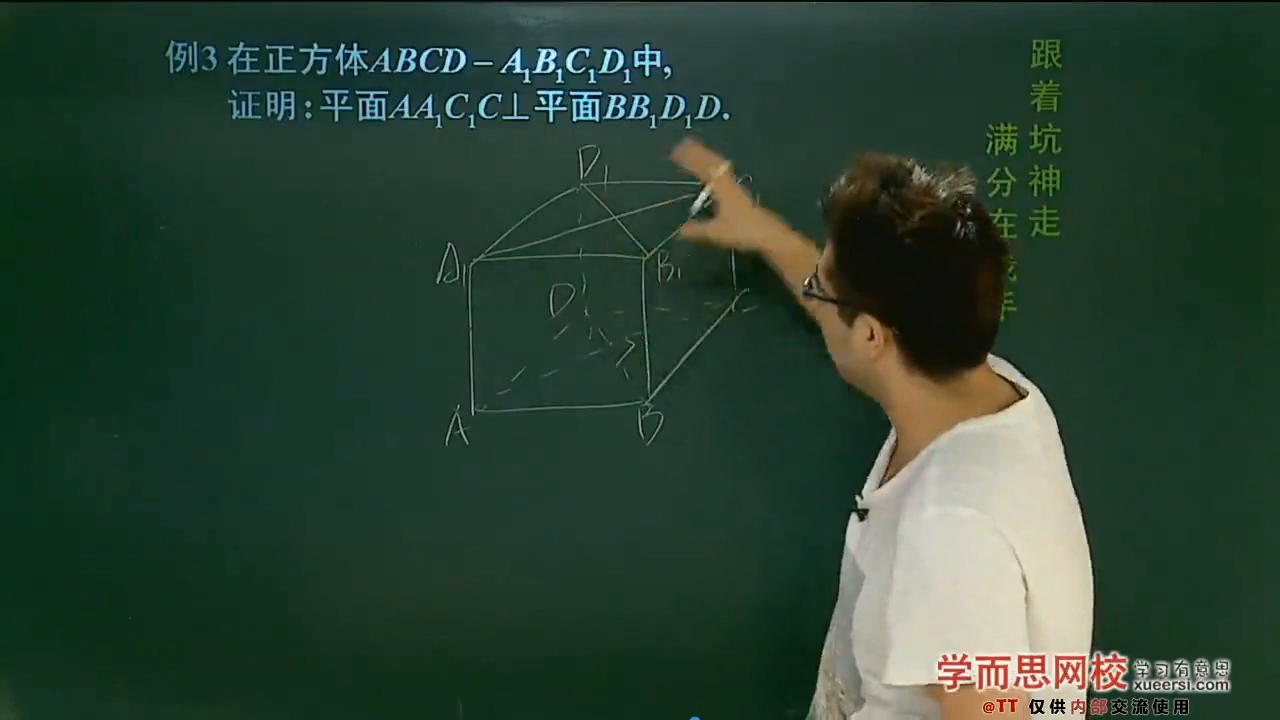 例3 在正方体ABCD－A₁B₁C₁D₁中,
证明：平面AA₁C₁C⊥平面BB₁D₁D.
跟着坑神走
满分在
D₁
A₁
B₁
D
C
A
B
学而思网校 学习有意思
xueersi.com
@TT 仅供内部交流使用